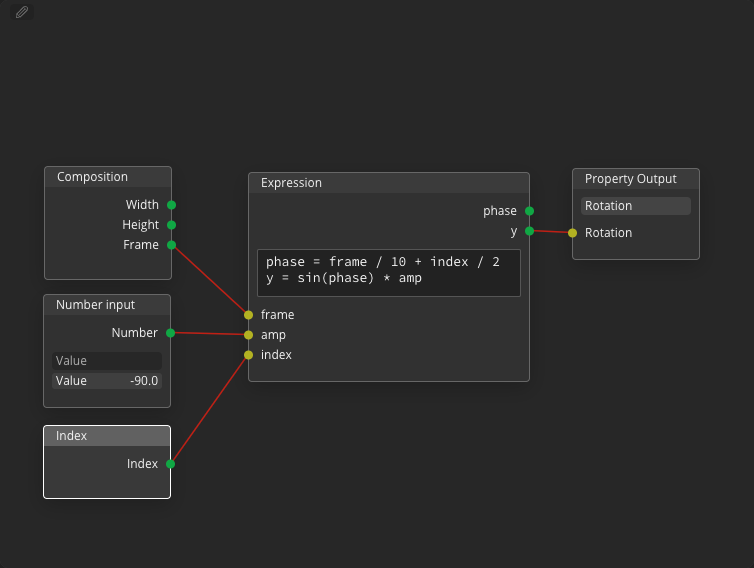 Composition
Width
Height
Frame
Number input
Number
Value
Value -90.0
Index
Index
Expression
phase
y
phase = frame / 10 + index / 2
y = sin(phase) * amp
frame
amp
index
Property Output
Rotation
Rotation